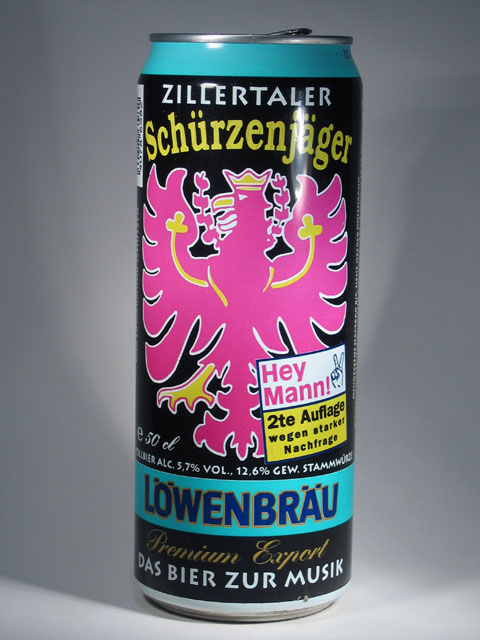 ZILLERTALER
Schürzenjäger
Hey
Mann!
2te Auflage
wegen starker
Nachfrage
e 50 cl
ALC. 5,7% VOL., 12,6% GEW. STAMMWÜRZE
LÖWENBRÄU
Premium Export
DAS BIER ZUR MUSIK